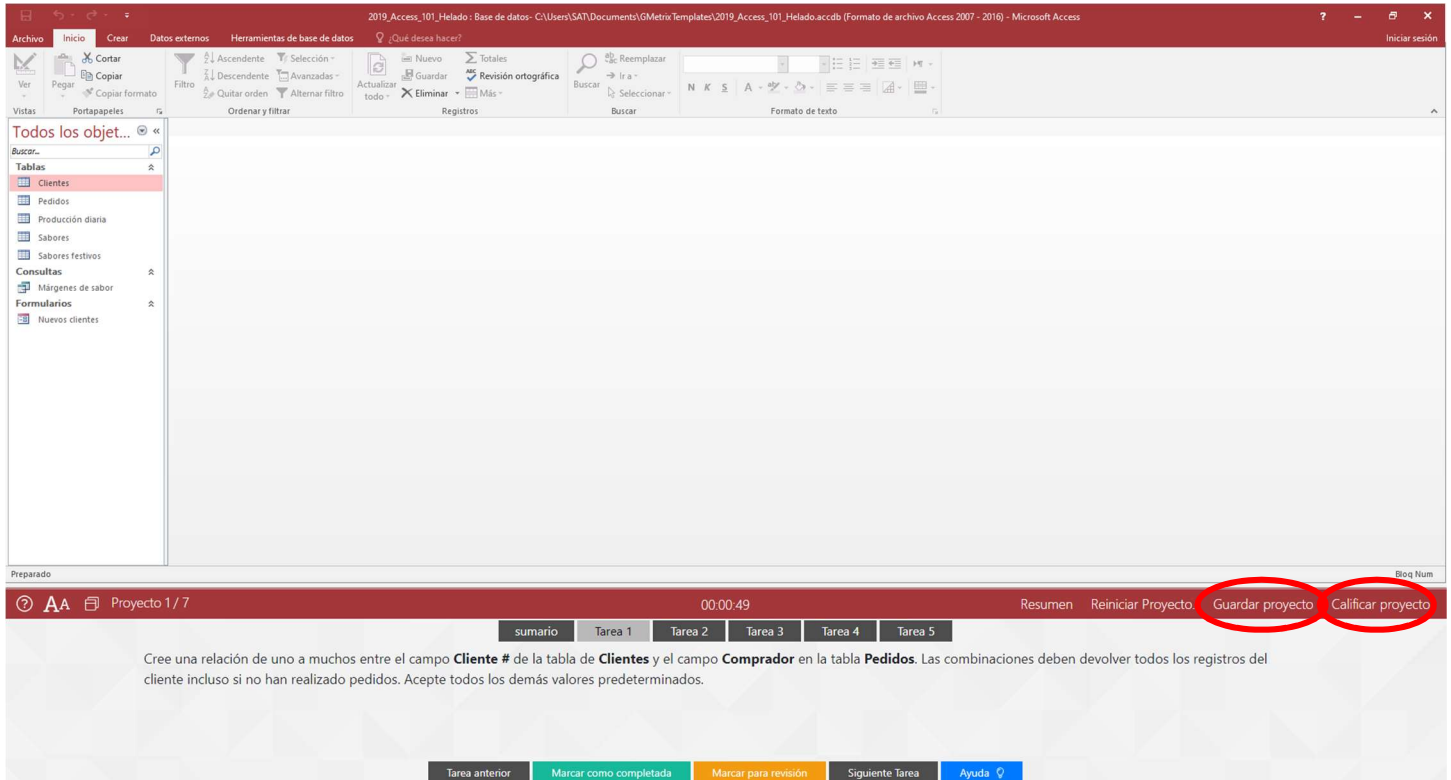 2019_Access_101_Helado : Base de datos- C:\Users\SAT\Documents\GMetrixTemplates\2019_Access_101_Helado.accdb (Formato de archivo Access 2007 - 2016) - Microsoft Access
Archivo Inicio Crear Datos externos Herramientas de base de datos ¿Qué desea hacer? Iniciar sesión
Ver
Pegar
Cortar
Copiar
Copiar formato
Filtro
Ascendente
Descendente
Quitar orden
Selección
Avanzadas
Alternar filtro
Actualizar todo
Nuevo
Guardar
Eliminar
Totales
Revisión ortográfica
Más
Buscar
Reemplazar
Ir a
Seleccionar
N K S A
Vistas Portapapeles Ordenar y filtrar Registros Buscar Formato de texto
Todos los objet...
Buscar...
Tablas
Clientes
Pedidos
Producción diaria
Sabores
Sabores festivos
Consultas
Márgenes de sabor
Formularios
Nuevos clientes
Preparado Bloq Num
AA Proyecto 1 / 7 00:00:49 Resumen Reiniciar Proyecto. Guardar proyecto Calificar proyecto
sumario Tarea 1 Tarea 2 Tarea 3 Tarea 4 Tarea 5
Cree una relación de uno a muchos entre el campo Cliente # de la tabla de Clientes y el campo Comprador en la tabla Pedidos. Las combinaciones deben devolver todos los registros del
cliente incluso si no han realizado pedidos. Acepte todos los demás valores predeterminados.
Tarea anterior Marcar como completada Marcar para revisión Siguiente Tarea Ayuda